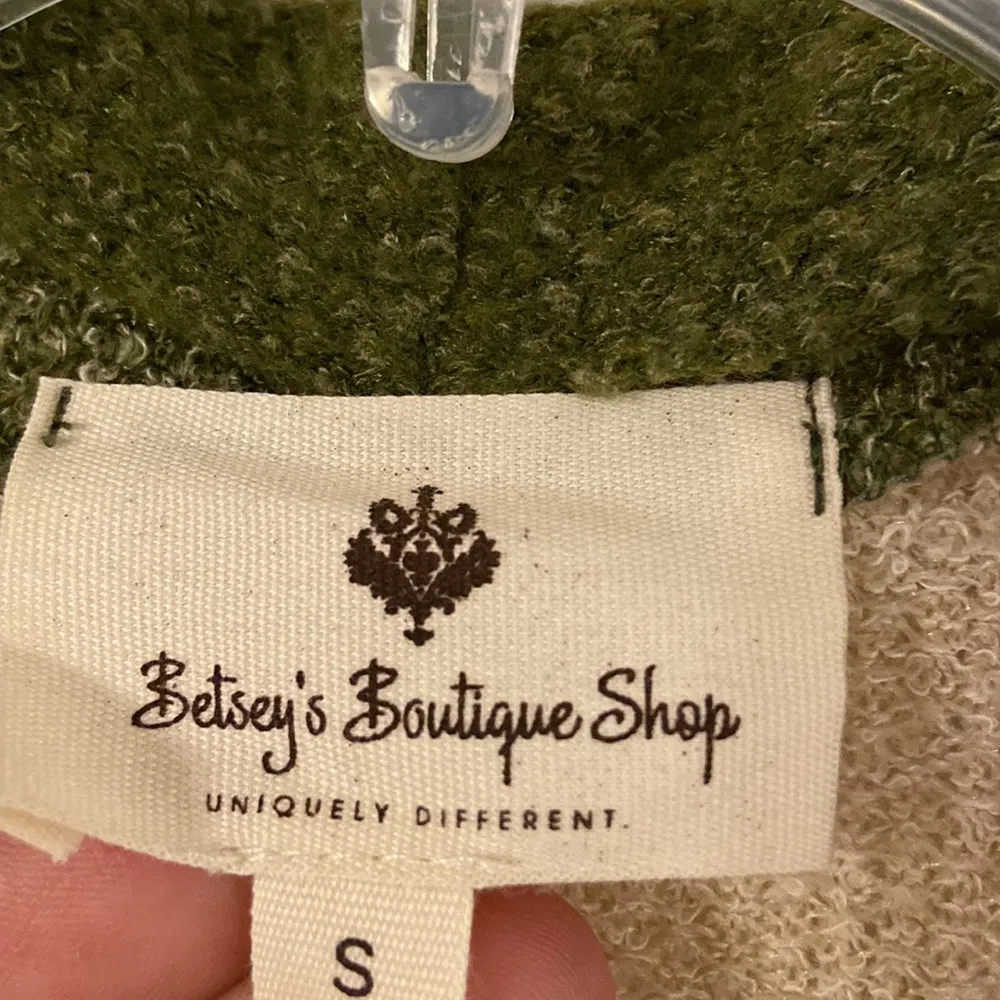 Betsey's Boutique Shop
UNIQUELY DIFFERENT.
S